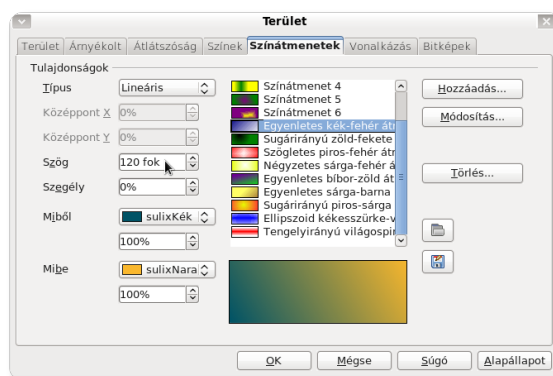 Terület
Terület Árnyékolt Átlátszóság Színek Színátmenetek Vonalkázás Bitképek
Tulajdonságok
Típus Lineáris
Középpont X 0%
Középpont Y 0%
Szög 120 fok
Szegély 0%
Miből sulixKék
100%
Mibe sulixNara
100%
Színátmenet 4
Színátmenet 5
Színátmenet 6
Egyenletes kék-fehér átr
Sugárirányú zöld-fekete
Szögletes piros-fehér át
Négyzetes sárga-fehér á
Egyenletes bíbor-zöld át
Egyenletes sárga-barna
Sugárirányú piros-sárga
Ellipszoid kékesszürke-v
Tengelyirányú világospir
Hozzáadás...
Módosítás...
Törlés...
OK Mégse Súgó Alapállapot